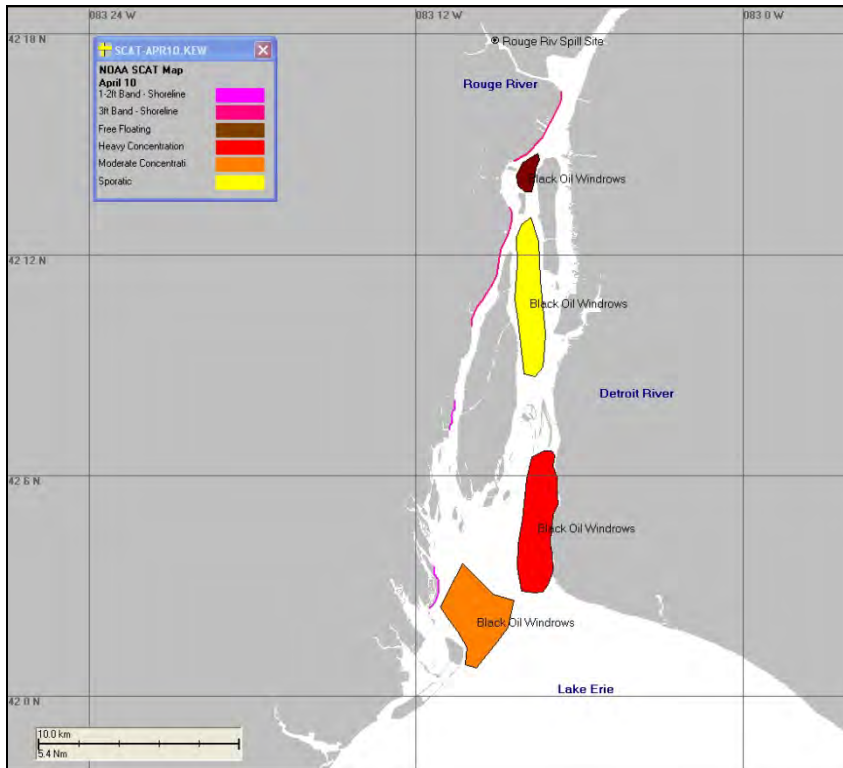 083 24 W
083 12 W
083 0 W
42 18 N
SCAT-APR10.KEW
NOAA SCAT Map
April 10
1-2ft Band - Shoreline
3ft Band - Shoreline
Free Floating
Heavy Concentration
Moderate Concentrati
Sporatic
Rouge Riv Spill Site
Rouge River
Black Oil Windrows
42 12 N
Black Oil Windrows
Detroit River
42 6 N
Black Oil Windrows
Black Oil Windrows
Lake Erie
42 0 N
10.0 km
5.4 Nm